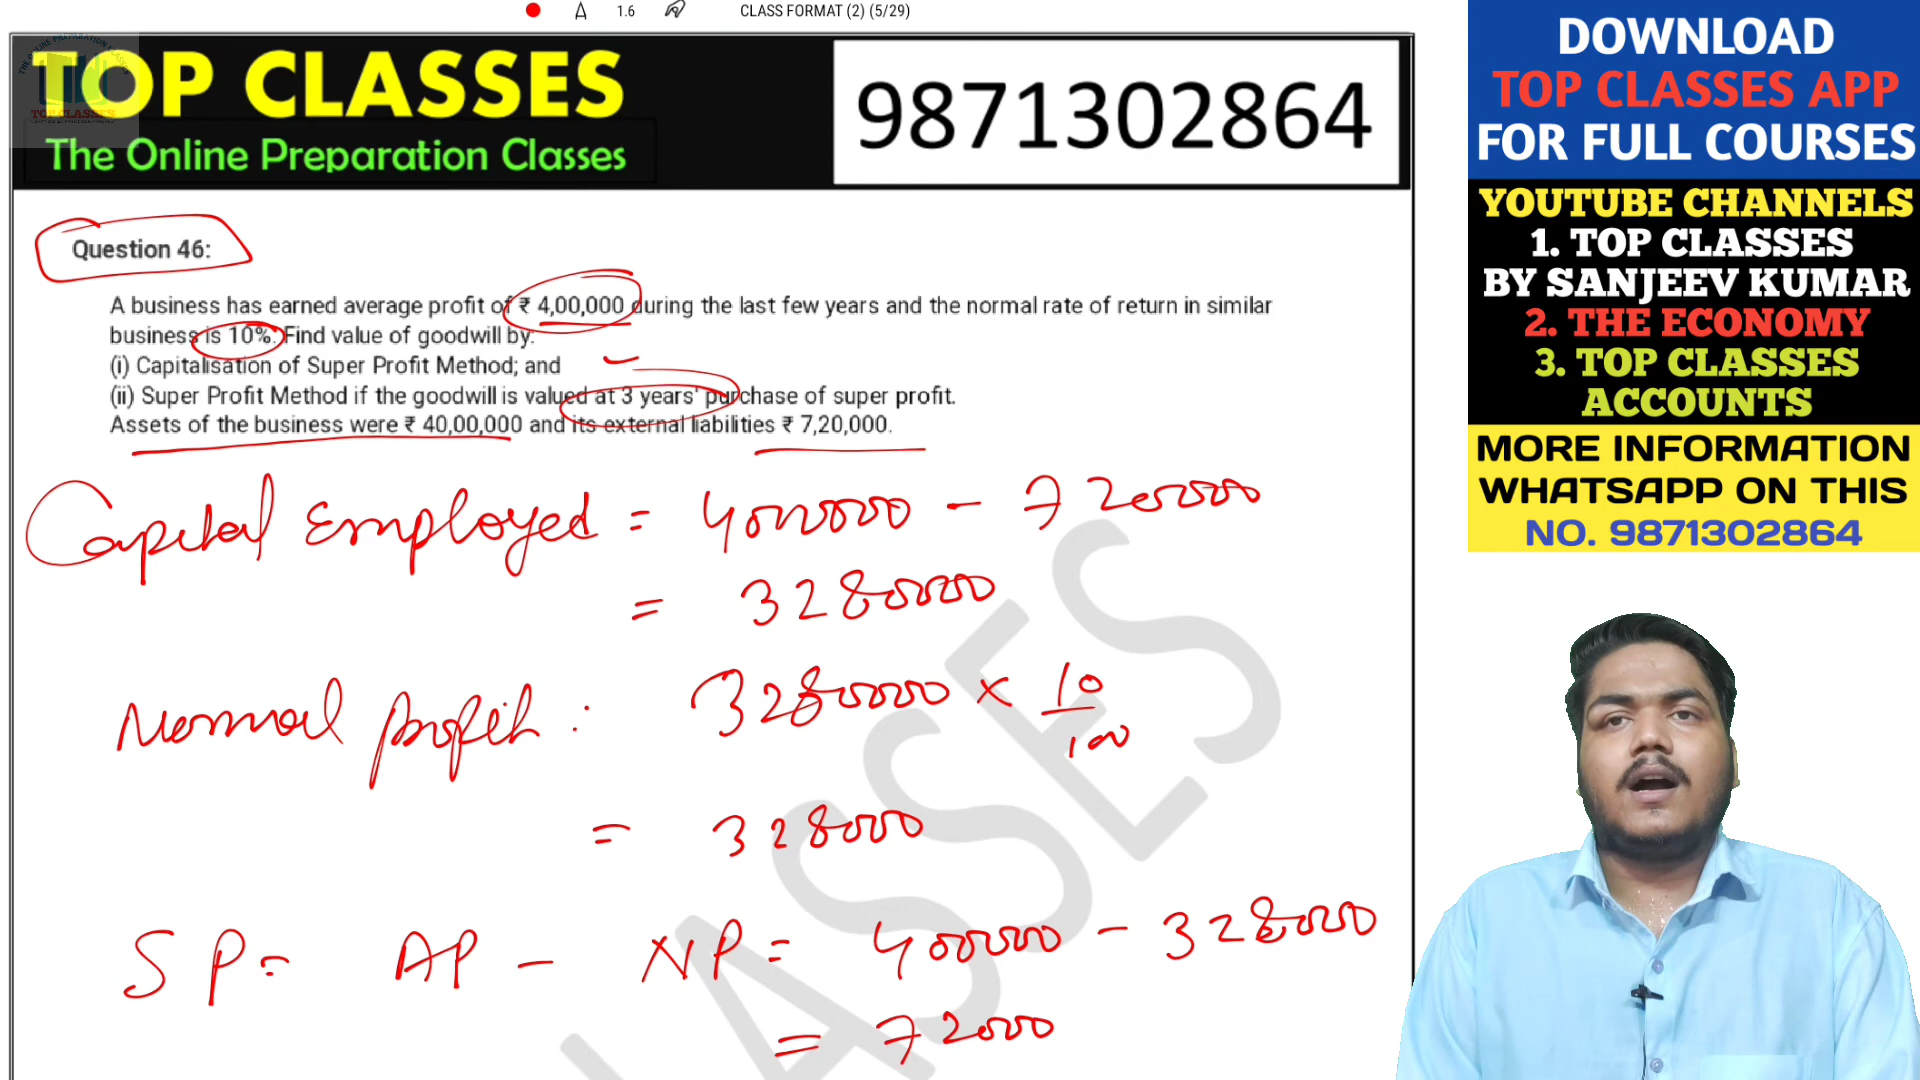 1.6 CLASS FORMAT (2) (5/29)
TOP CLASSES
The Online Preparation Classes
9871302864
Question 46:
A business has earned average profit of ₹ 4,00,000 during the last few years and the normal rate of return in similar
business is 10%. Find value of goodwill by:
(i) Capitalisation of Super Profit Method; and
(ii) Super Profit Method if the goodwill is valued at 3 years' purchase of super profit.
Assets of the business were ₹ 40,00,000 and its external liabilities ₹ 7,20,000.
Capital Employed = 4000000 - 720000
= 3280000
Normal profit : 3280000 × 10/100
= 328000
SP = AP - NP = 400000 - 328000
= 72000
DOWNLOAD
TOP CLASSES APP
FOR FULL COURSES
YOUTUBE CHANNELS
1. TOP CLASSES
BY SANJEEV KUMAR
2. THE ECONOMY
3. TOP CLASSES
ACCOUNTS
MORE INFORMATION
WHATSAPP ON THIS
NO. 9871302864